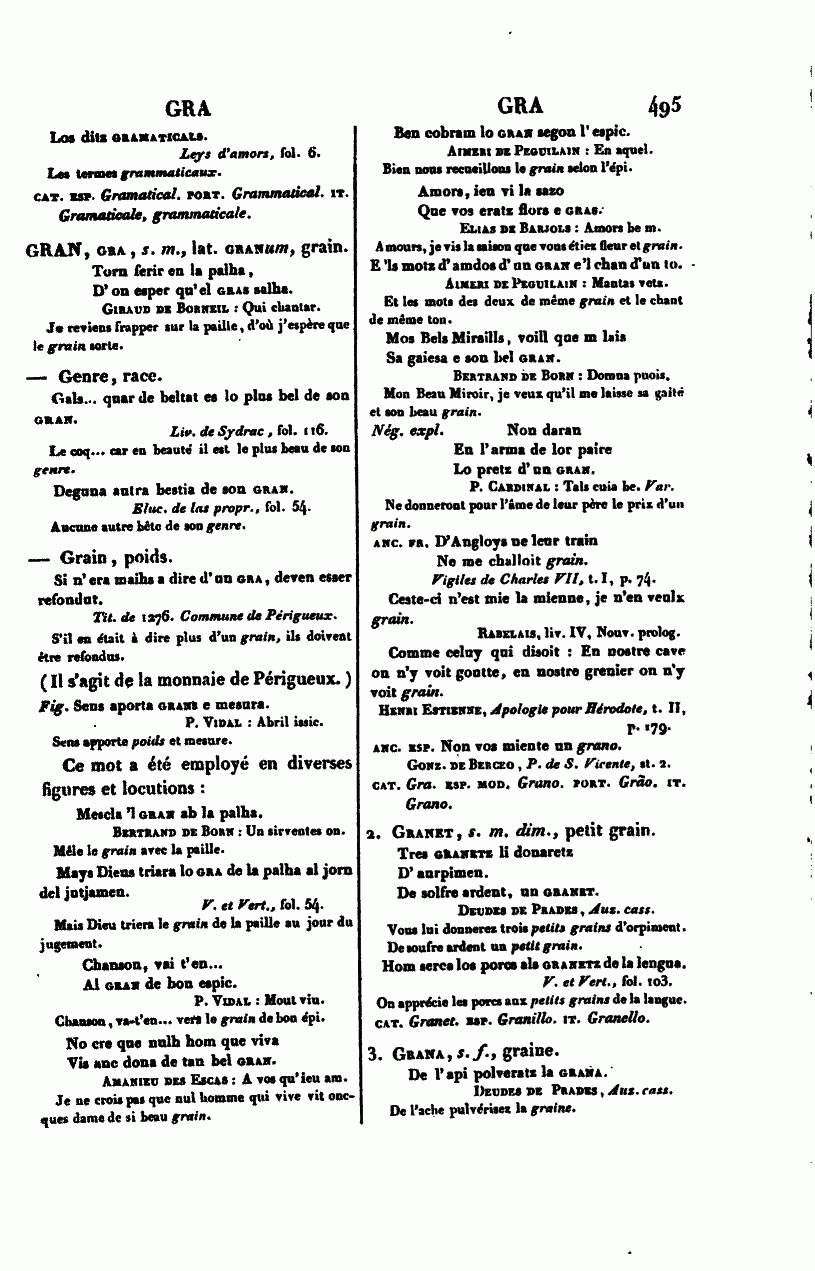 GRA
Los ditz GRAMATICALS.
Leys d'amors, fol. 6.
Les termes grammaticaux.
CAT. ESP. Gramatical. PORT. Grammatical. IT.
Gramaticale, grammaticale.
GRAN, GRA, s. m., lat. GRANum, grain.
Torn ferir en la palha,
D' on esper qu'el GRAS salha.
GIRAUD DE BORNEIL : Qui chantar.
Je reviens frapper sur la paille, d'où j'espère que
le grain sorte.
— Genre, race.
Gals... quar de beltat es lo plus bel de son
GRAN.
Liv. de Sydrac, fol. 116.
Le coq... car en beauté il est le plus beau de son
genre.
Deguna autra bestia de son GRAN.
Eluc. de las propr., fol. 54.
Aucune autre bête de son genre.
— Grain, poids.
Si n' era maihs a dire d' un GRA, deven esser
refondut.
Tit. de 1276. Commune de Périgueux.
S'il en était à dire plus d'un grain, ils doivent
être refondus.
( Il s'agit de la monnaie de Périgueux. )
Fig. Sens aporta GRANS e mesura.
P. VIDAL : Abril issic.
Sens apporte poids et mesure.
Ce mot a été employé en diverses
figures et locutions :
Mescla 'l GRAN ab la palha.
BERTRAND DE BORN : Un sirventes on.
Mêle le grain avec la paille.
Mays Dieus triara lo GRA de la palha al jorn
del jutjamen.
V. et Vert., fol. 54.
Mais Dieu triera le grain de la paille au jour du
jugement.
Chanson, vai t'en...
Al GRAN de bon espic.
P. VIDAL : Mout viu.
Chanson, va-t'en... vers le grain de bon épi.
No cre que nulh hom que viva
Vis anc dona de tan bel GRAN.
AMANIEU DES ESCAS : A vos qu'ieu am.
Je ne crois pas que nul homme qui vive vit onc-
ques dame de si beau grain.
GRA 495
Ben cobram lo GRAN segon l' espic.
AIMERI DE PEGUILAIN : En aquel.
Bien nous recueillons le grain selon l'épi.
Amors, ieu vi la sazo
Que vos eratz flors e GRAS.
ELIAS DE BARJOLS : Amors be m.
Amours, je vis la saison que vous étiez fleur et grain.
E 'ls motz d' amdos d' un GRAN e 'l chan d'un to.
AIMERI DE PEGUILAIN : Mantas vetz.
Et les mots des deux de même grain et le chant
de même ton.
Mos Bels Miraills, voill que m lais
Sa gaiesa e son bel GRAN.
BERTRAND DE BORN : Domna puois.
Mon Beau Miroir, je veux qu'il me laisse sa gaité
et son beau grain.
Nég. expl. Non daran
En l' arma de lor paire
Lo pretz d' un GRAN.
P. CARDINAL : Tals cuia be. Var.
Ne donneront pour l'âme de leur père le prix d'un
grain.
ANC. FR. D'Angloys ne leur train
Ne me challoit grain.
Vigiles de Charles VII, t. I, p. 74.
Ceste-ci n'est mie la mienne, je n'en veulx
grain.
RABELAIS, liv. IV, Nouv. prolog.
Comme celuy qui disoit : En nostre cave
on n'y voit goutte, en nostre grenier on n'y
voit grain.
HENRI ESTIENNE, Apologie pour Hérodote, t. II,
p. 179.
ANC. ESP. Non vos miente un grano.
GONZ. DE BERCEO, P. de S. Vicente, st. 2.
CAT. Gra. ESP. MOD. Grano. PORT. Grão. IT.
Grano.
2. GRANET, s. m. dim., petit grain.
Tres GRANETZ li donaretz
D' aurpimen.
De solfre ardent, un GRANET.
DEUDES DE PRADES, Auz. cass.
Vous lui donnerez trois petits grains d'orpiment.
De soufre ardent un petit grain.
Hom serca los porcs als GRANETZ de la lengua.
V. et Vert., fol. 103.
On apprécie les porcs aux petits grains de la langue.
CAT. Granet. ESP. Granillo. IT. Granello.
3. GRANA, s. f., graine.
De l' api polveratz la GRANA.
DEUDES DE PRADES, Auz. cass.
De l'ache pulvérisez la graine.